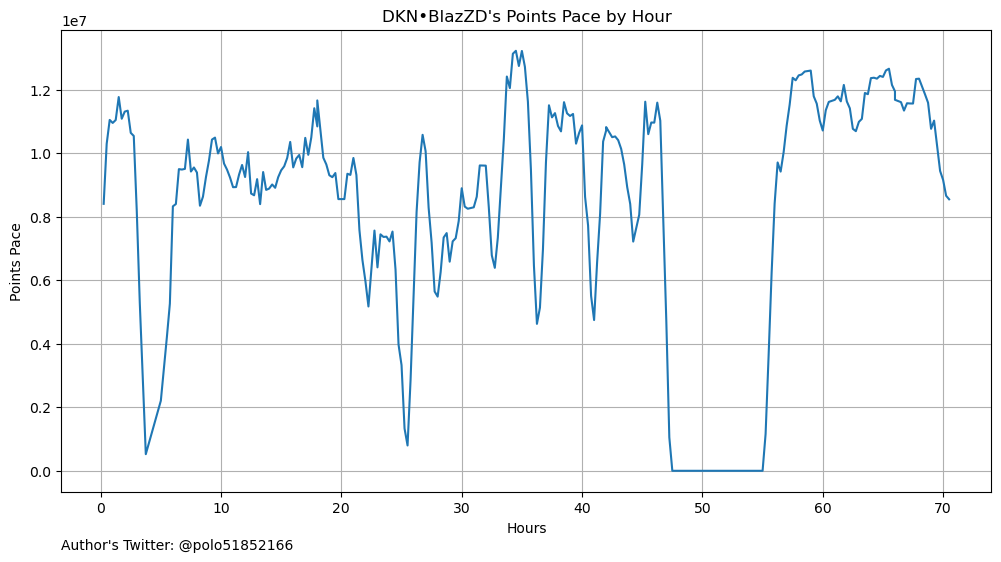 DKN•BlazZD's Points Pace by Hour
1e7
1.2
1.0
0.8
0.6
0.4
0.2
0.0
Points Pace
0 10 20 30 40 50 60 70
Hours
Author's Twitter: @polo51852166